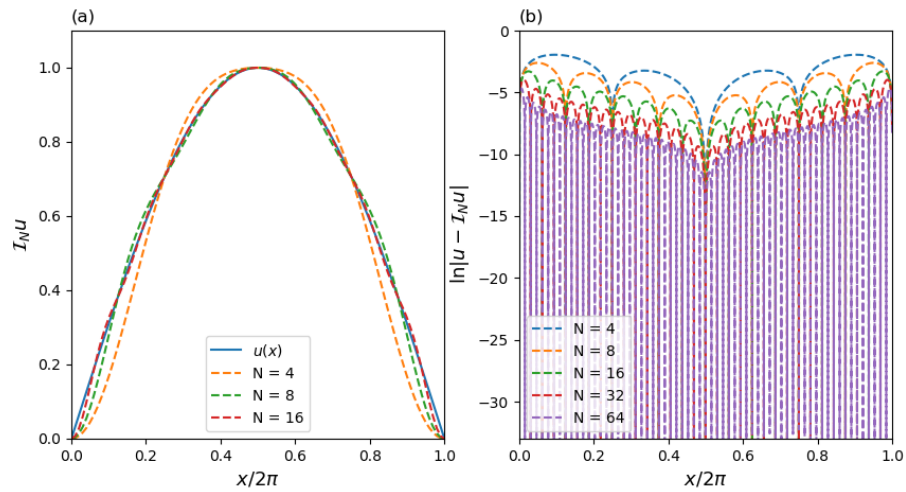 (a)
1.0
0.8
0.6
0.4
0.2
0.0
𝓘_N u
u(x)
N = 4
N = 8
N = 16
0.0
0.2
0.4
0.6
0.8
1.0
x/2π
(b)
0
−5
−10
−15
−20
−25
−30
ln|u − 𝓘_N u|
N = 4
N = 8
N = 16
N = 32
N = 64
0.0
0.2
0.4
0.6
0.8
1.0
x/2π